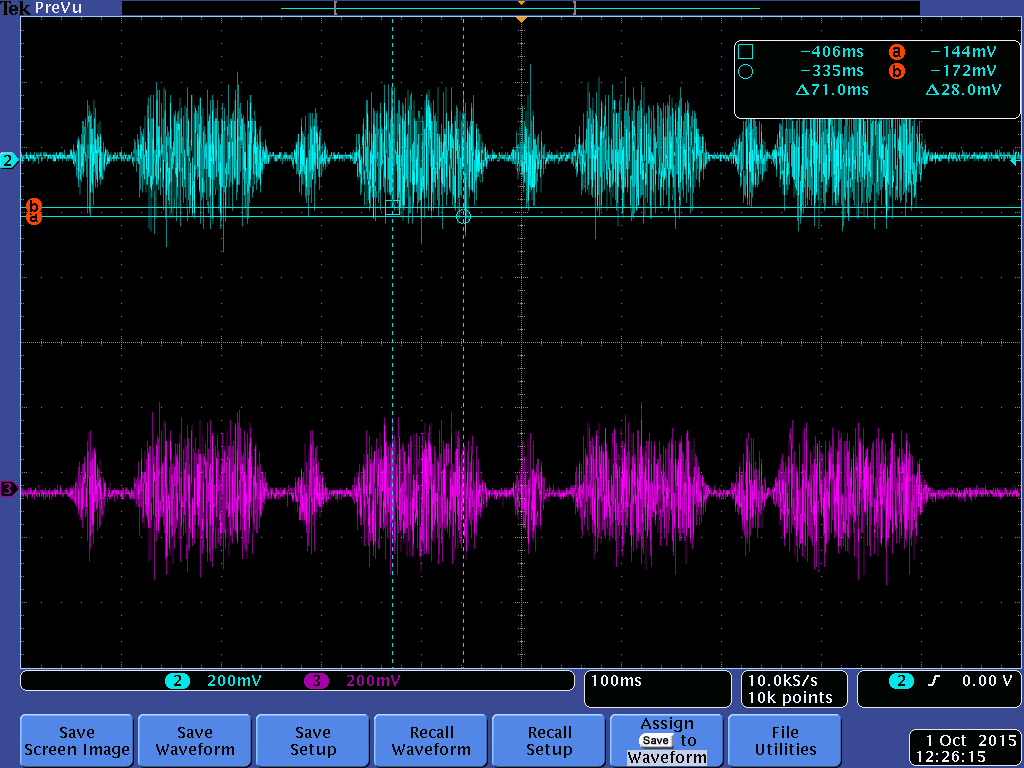 Tek PreVu
−406ms a −144mV
−335ms b −172mV
Δ71.0ms Δ28.0mV
2
b
a
3
2 200mV 3 200mV
100ms
10.0kS/s
10k points
2 0.00 V
Save
Screen Image
Save
Waveform
Save
Setup
Recall
Waveform
Recall
Setup
Assign
Save to
Waveform
File
Utilities
1 Oct 2015
12:26:15